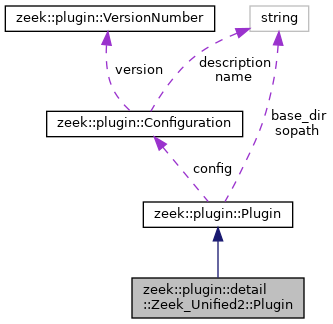 zeek::plugin::VersionNumber
string
version
description
name
zeek::plugin::Configuration
base_dir
sopath
config
zeek::plugin::Plugin
zeek::plugin::detail
::Zeek_Unified2::Plugin